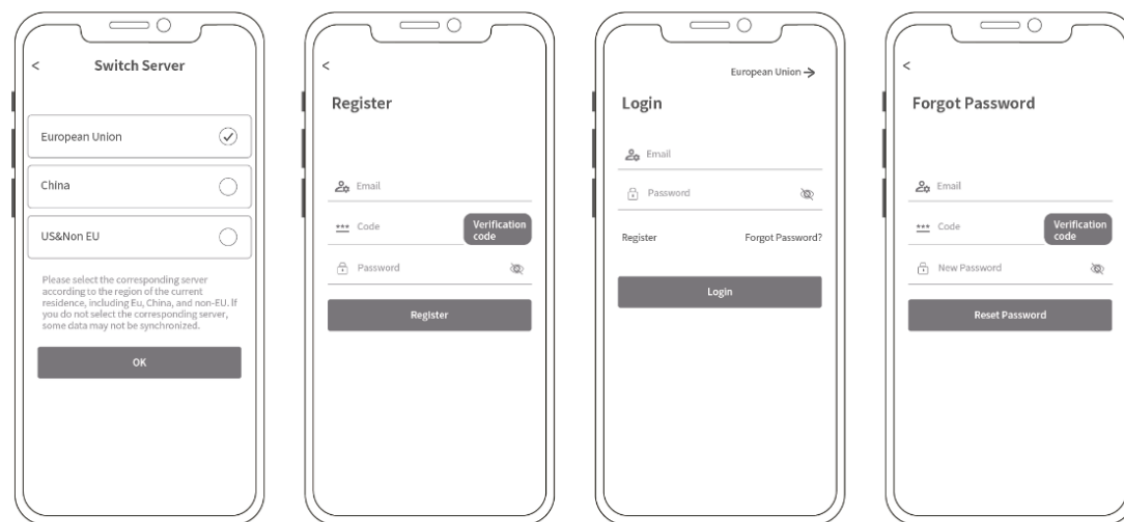 <
Switch Server
European Union
China
US&Non EU
Please select the corresponding server
according to the region of the current
residence, including Eu, China, and non-EU. If
you do not select the corresponding server,
some data may not be synchronized.
OK
<
Register
Email
*** Code
Verification
code
Password
Register
European Union →
Login
Email
Password
Register Forgot Password?
Login
<
Forgot Password
Email
*** Code
Verification
code
New Password
Reset Password